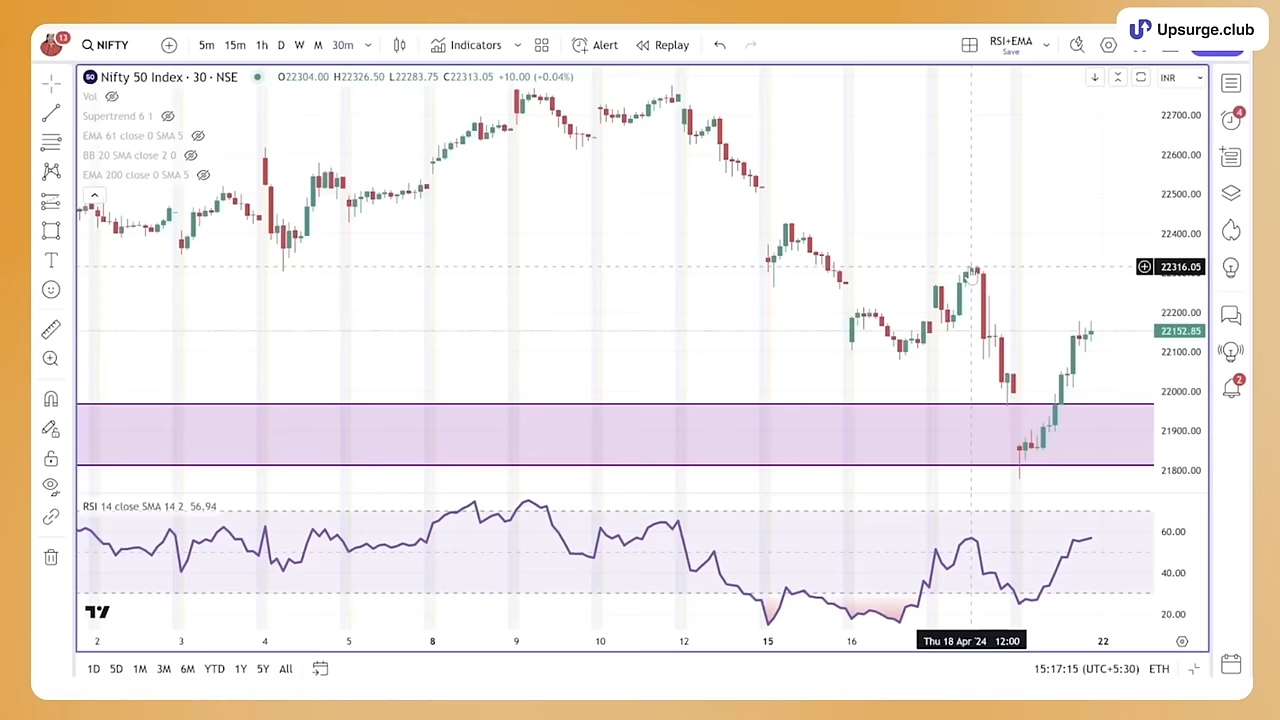 Upsurge.club
13
NIFTY
5m 15m 1h D W M 30m
Indicators
Alert
Replay
RSI+EMA
Save
Nifty 50 Index · 30 · NSE
O22304.00 H22326.50 L22283.75 C22313.05 +10.00 (+0.04%)
INR
Vol
Supertrend 6 1
EMA 61 close 0 SMA 5
BB 20 SMA close 2 0
EMA 200 close 0 SMA 5
22700.00
22600.00
22500.00
22400.00
22316.05
22200.00
22152.85
22100.00
22000.00
21900.00
21800.00
4
2
RSI 14 close SMA 14 2 56.94
60.00
40.00
20.00
2 3 4 5 8 9 10 12 15 16 Thu 18 Apr '24 12:00 22
1D 5D 1M 3M 6M YTD 1Y 5Y All
15:17:15 (UTC+5:30) ETH